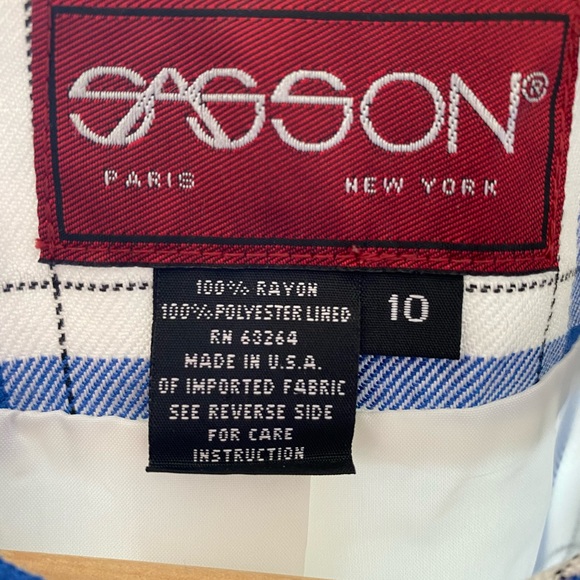 SASSON®
PARIS NEW YORK
100% RAYON
100% POLYESTER LINED
RN 63264
MADE IN U.S.A.
OF IMPORTED FABRIC
SEE REVERSE SIDE
FOR CARE
INSTRUCTION
10